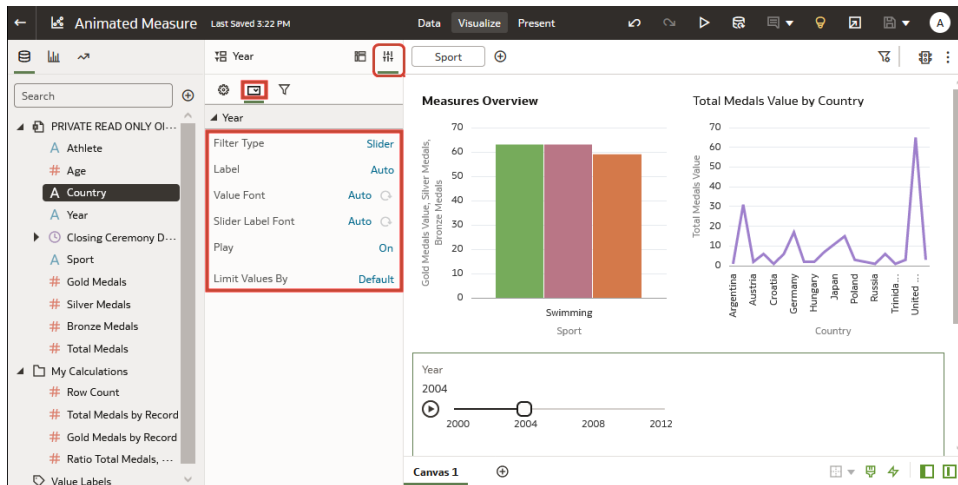 Animated Measure Last Saved 3:22 PM Data Visualize Present A
Search
PRIVATE READ ONLY Ol...
A Athlete
# Age
A Country
A Year
Closing Ceremony D...
A Sport
# Gold Medals
# Silver Medals
# Bronze Medals
# Total Medals
My Calculations
# Row Count
# Total Medals by Record
# Gold Medals by Record
# Ratio Total Medals, ...
Value Labels
Year
Year
Filter Type Slider
Label Auto
Value Font Auto
Slider Label Font Auto
Play On
Limit Values By Default
Sport
Measures Overview
Gold Medals Value, Silver Medals,
Bronze Medals
70
60
50
40
30
20
10
0
Swimming
Sport
Total Medals Value by Country
Total Medals Value
70
60
50
40
30
20
10
0
Argentina
Austria
Croatia
Germany
Hungary
Japan
Poland
Russia
Trinida...
United ...
Country
Year
2004
2000 2004 2008 2012
Canvas 1